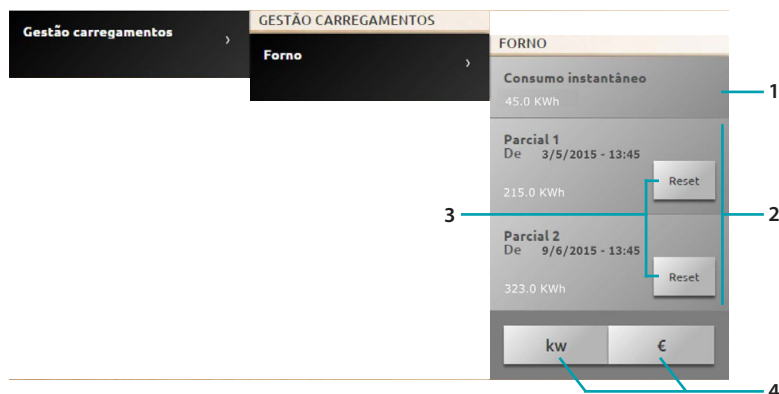 Gestão carregamentos
GESTÃO CARREGAMENTOS
Forno
FORNO
Consumo instantâneo
45.0 KWh
1
Parcial 1
De 3/5/2015 - 13:45
Reset
215.0 KWh
3
2
Parcial 2
De 9/6/2015 - 13:45
Reset
323.0 KWh
kw
€
4